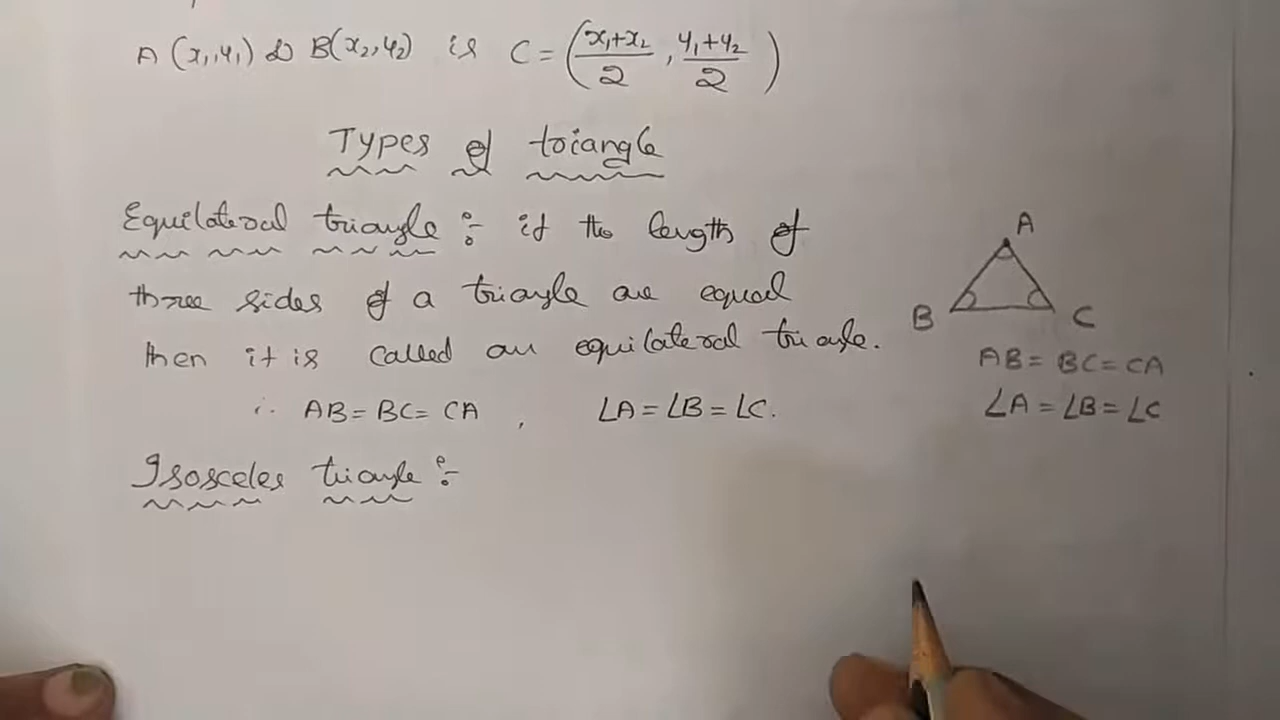 A (x₁,y₁) & B(x₂,y₂) is C = ((x₁+x₂)/2, (y₁+y₂)/2)
Types of triangle
Equilateral triangle :- if the length of
three sides of a triangle are equal
then it is called an equilateral triangle.
∴ AB = BC = CA , ∠A = ∠B = ∠C.
A
B
C
AB = BC = CA
∠A = ∠B = ∠C
Isosceles triangle :-